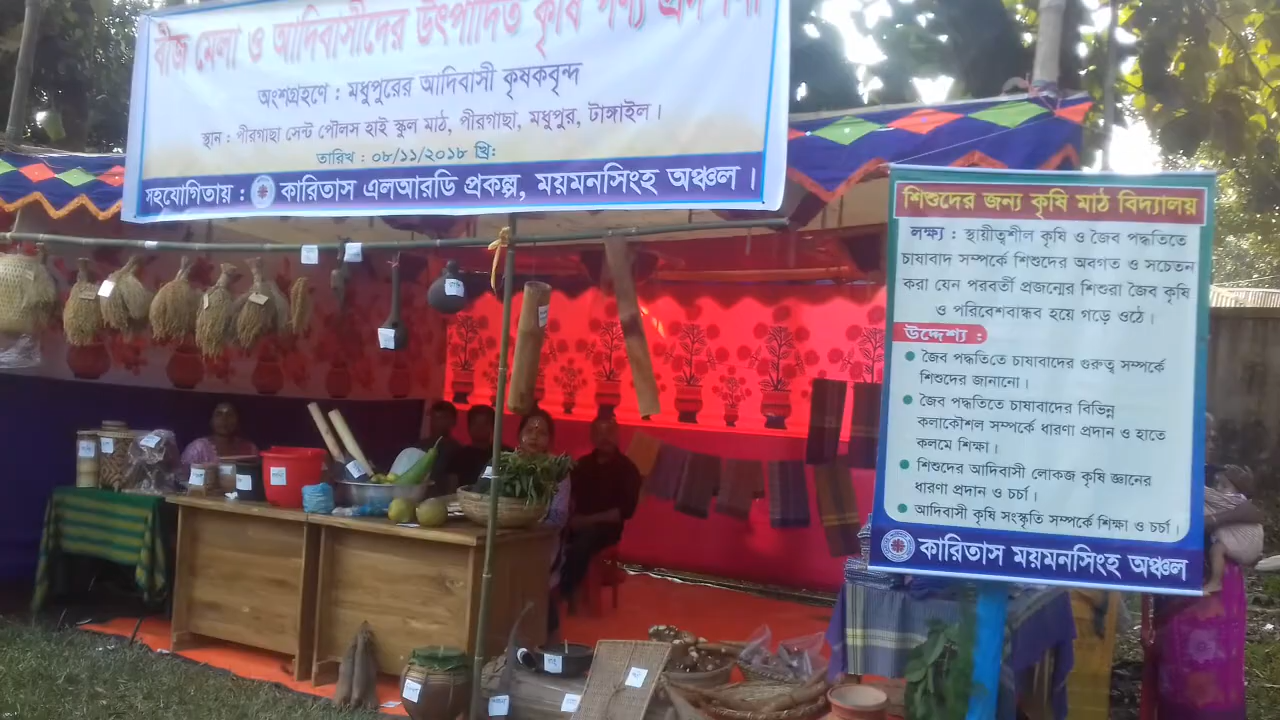 বীজ মেলা ও আদিবাসীদের উৎপাদিত কৃষি পণ্য প্রদর্শনী
অংশগ্রহণে : মধুপুরের আদিবাসী কৃষকবৃন্দ
স্থান : পীরগাছা সেন্ট পৌলস হাই স্কুল মাঠ, পীরগাছা, মধুপুর, টাঙ্গাইল।
তারিখ : ০৮/১১/২০১৮ খ্রি:
সহযোগিতায় : কারিতাস এলআরডি প্রকল্প, ময়মনসিংহ অঞ্চল।
শিশুদের জন্য কৃষি মাঠ বিদ্যালয়
লক্ষ্য : স্থায়ীত্বশীল কৃষি ও জৈব পদ্ধতিতে
চাষাবাদ সম্পর্কে শিশুদের অবগত ও সচেতন
করা যেন পরবর্তী প্রজন্মের শিশুরা জৈব কৃষি
ও পরিবেশবান্ধব হয়ে গড়ে ওঠে।
উদ্দেশ্য :
● জৈব পদ্ধতিতে চাষাবাদের গুরুত্ব সম্পর্কে
শিশুদের জানানো।
● জৈব পদ্ধতিতে চাষাবাদের বিভিন্ন
কলাকৌশল সম্পর্কে ধারণা প্রদান ও হাতে
কলমে শিক্ষা।
● শিশুদের আদিবাসী লোকজ কৃষি জ্ঞানের
ধারণা প্রদান ও চর্চা।
● আদিবাসী কৃষি সংস্কৃতি সম্পর্কে শিক্ষা ও চর্চা।
কারিতাস ময়মনসিংহ অঞ্চল